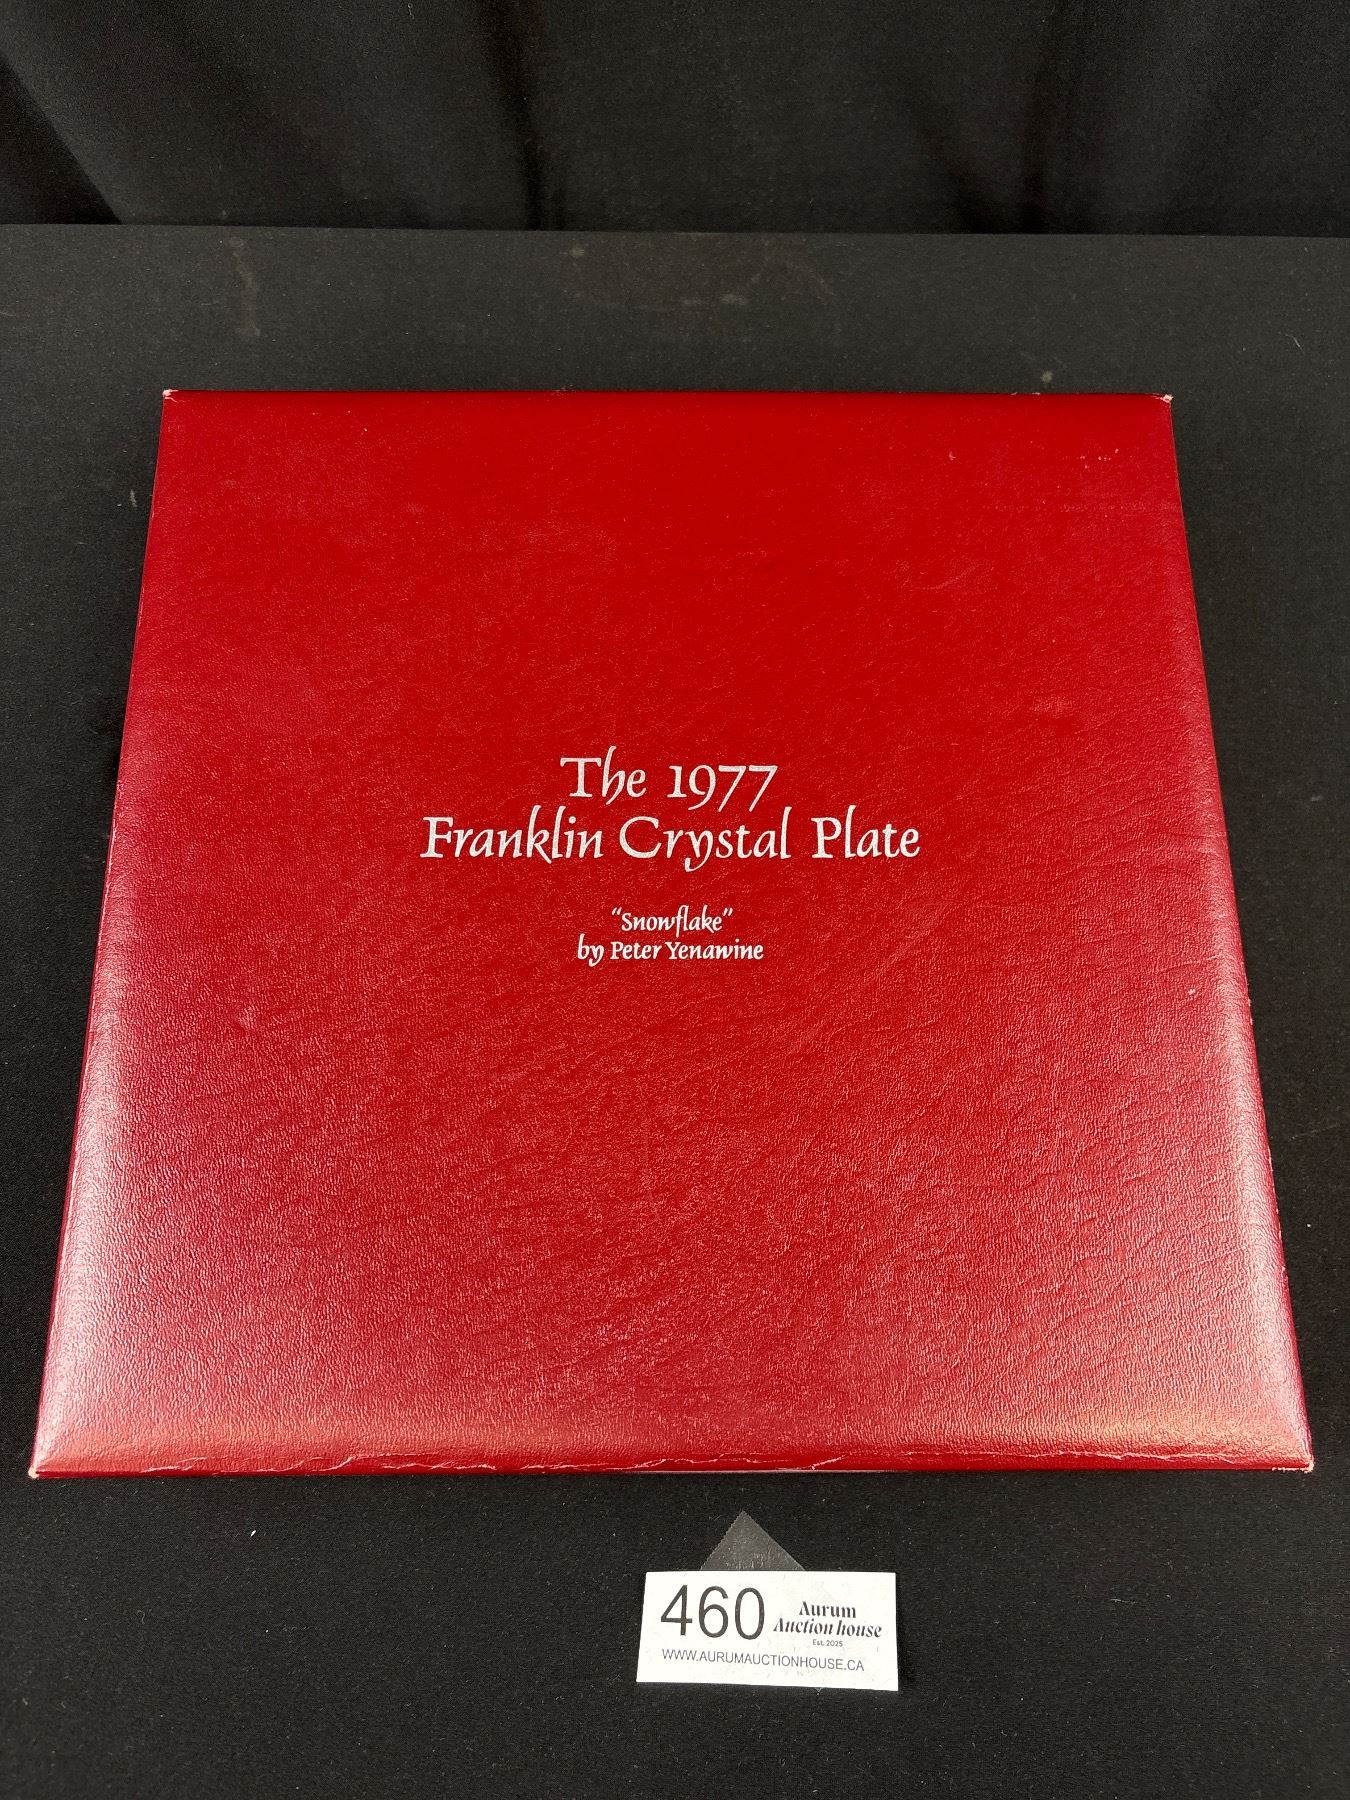 The 1977
Franklin Crystal Plate
"Snowflake"
by Peter Yenawine
460
Aurum
Auction house
Est. 2025
WWW.AURUMAUCTIONHOUSE.CA